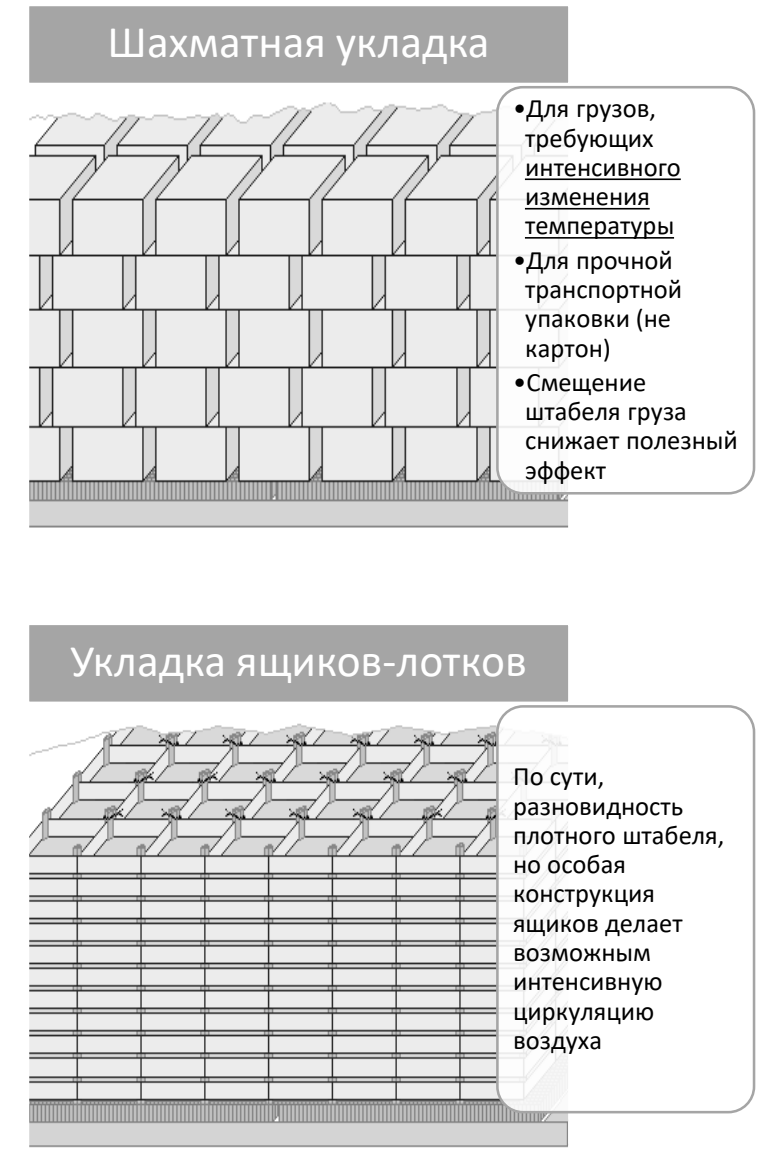 Шахматная укладка
•Для грузов,
требующих
интенсивного
изменения
температуры
•Для прочной
транспортной
упаковки (не
картон)
•Смещение
штабеля груза
снижает полезный
эффект
Укладка ящиков-лотков
По сути,
разновидность
плотного штабеля,
но особая
конструкция
ящиков делает
возможным
интенсивную
циркуляцию
воздуха